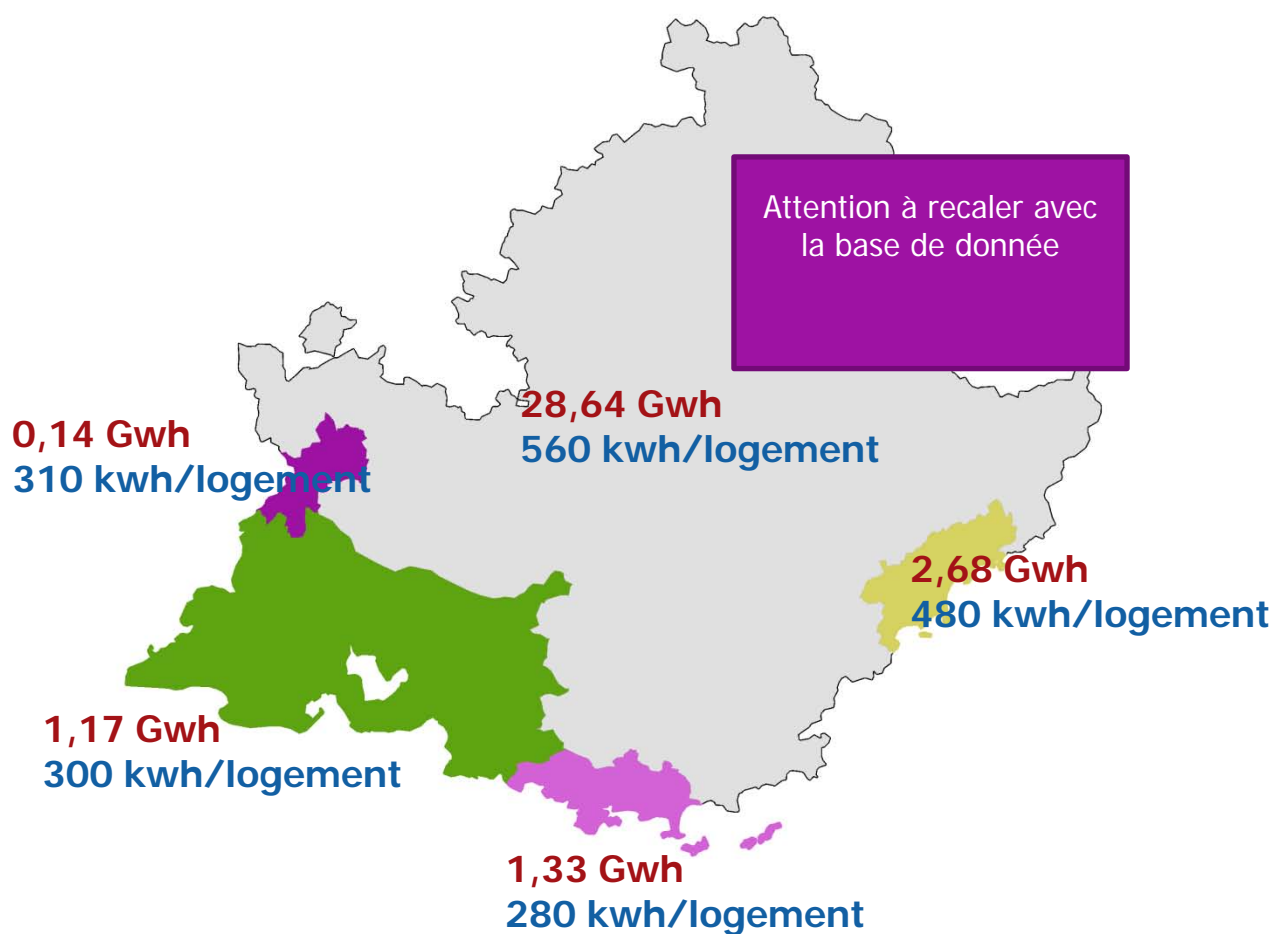 Attention à recaler avec
la base de donnée
28,64 Gwh
560 kwh/logement
0,14 Gwh
310 kwh/logement
2,68 Gwh
480 kwh/logement
1,17 Gwh
300 kwh/logement
1,33 Gwh
280 kwh/logement